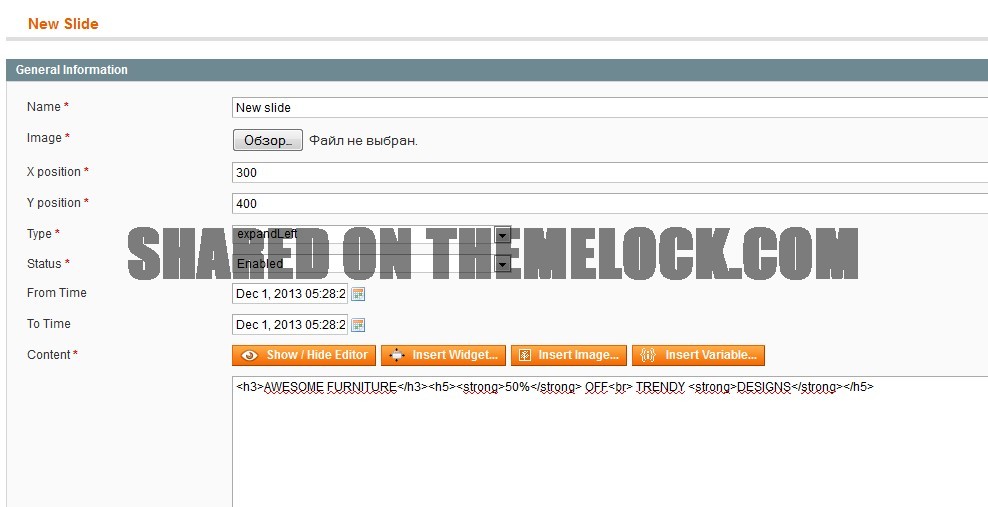 New Slide
General Information
Name *
New slide
Image *
Обзор...
Файл не выбран.
X position *
300
Y position *
400
Type *
expandLeft
SHARED ON THEMELOCK.COM
Status *
Enabled
From Time
Dec 1, 2013 05:28:2
To Time
Dec 1, 2013 05:28:2
Content *
Show / Hide Editor
Insert Widget...
Insert Image...
Insert Variable...
<h3>AWESOME FURNITURE</h3><h5><strong>50%</strong> OFF<br> TRENDY <strong>DESIGNS</strong></h5>